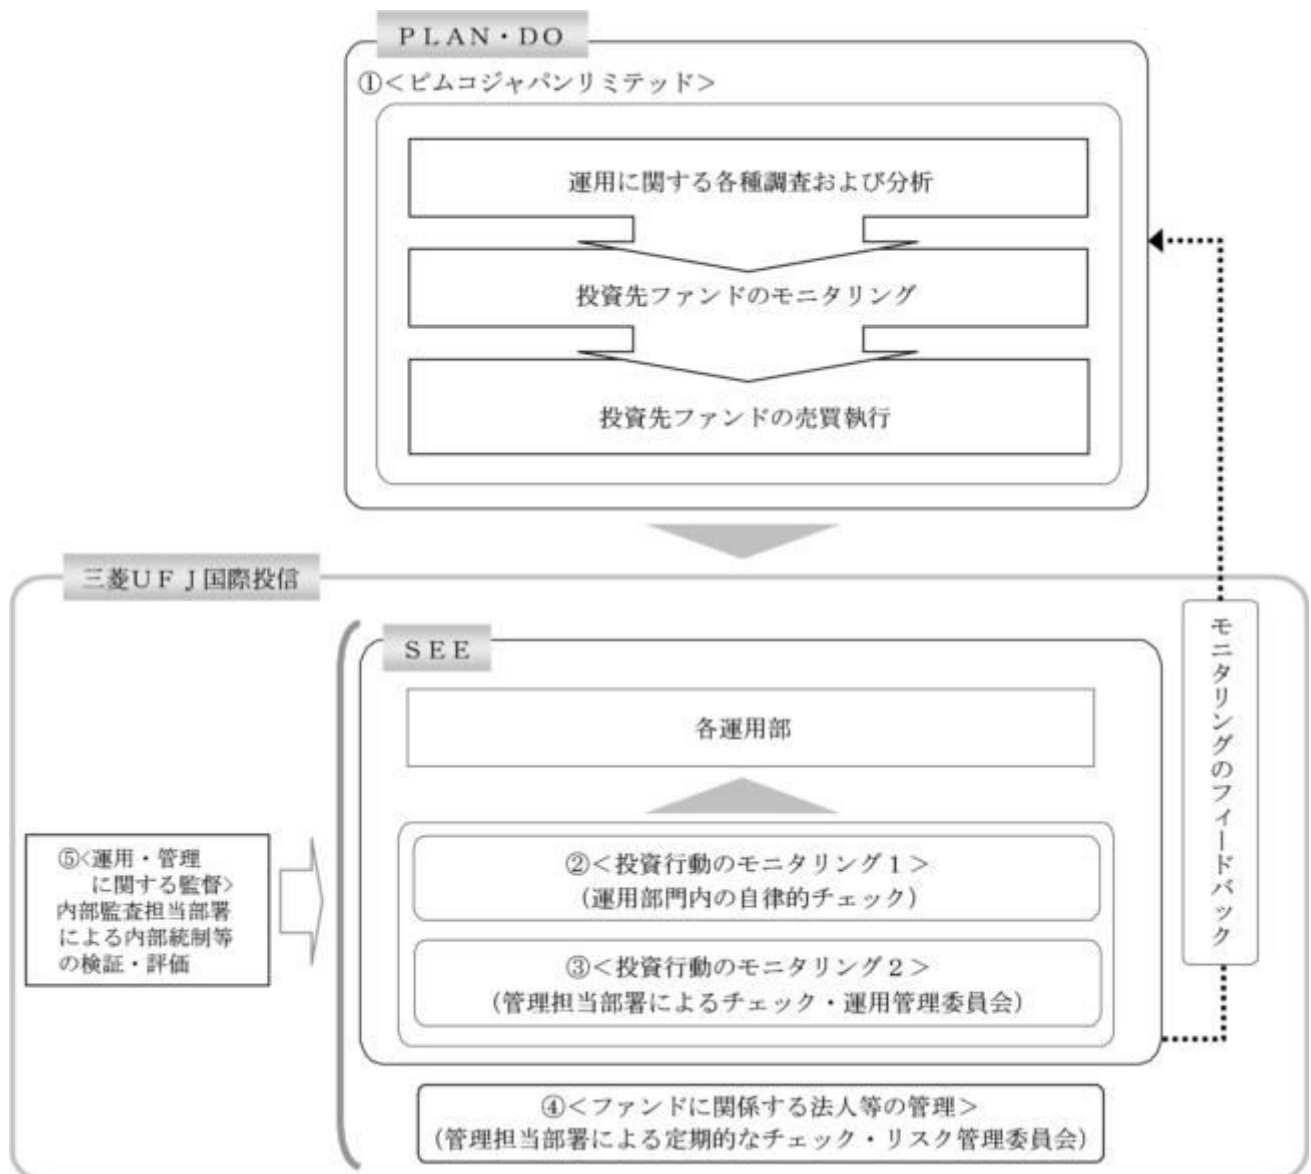 ＰＬＡＮ・ＤＯ
①＜ピムコジャパンリミテッド＞
運用に関する各種調査および分析
投資先ファンドのモニタリング
投資先ファンドの売買執行
三菱ＵＦＪ国際投信
ＳＥＥ
各運用部
②＜投資行動のモニタリング１＞
（運用部門内の自律的チェック）
③＜投資行動のモニタリング２＞
（管理担当部署によるチェック・運用管理委員会）
④＜ファンドに関係する法人等の管理＞
（管理担当部署による定期的なチェック・リスク管理委員会）
⑤<運用・管理
に関する監督>
内部監査担当部署
による内部統制等
の検証・評価
モニタリングのフィードバック